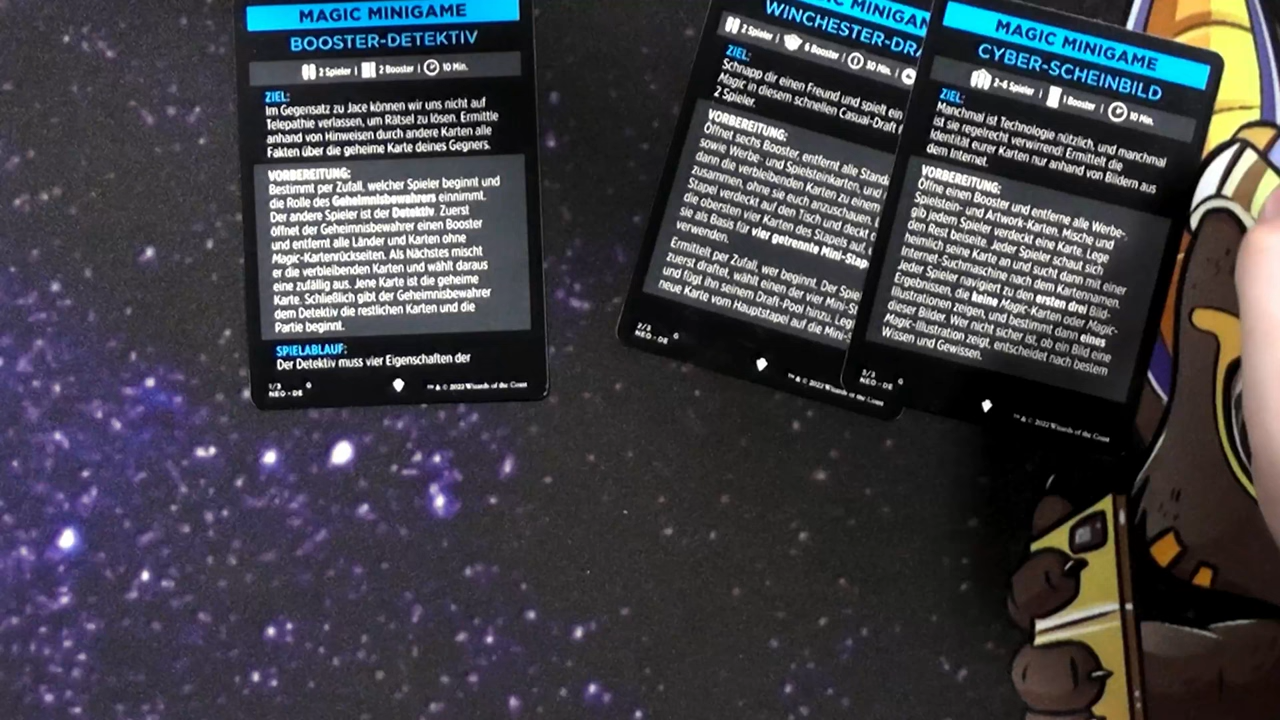 MAGIC MINIGAME
BOOSTER-DETEKTIV
2 Spieler | 2 Booster | 10 Min.
ZIEL:
Im Gegensatz zu Jace können wir uns nicht auf
Telepathie verlassen, um Rätsel zu lösen. Ermittle
anhand von Hinweisen durch andere Karten alle
Fakten über die geheime Karte deines Gegners.
VORBEREITUNG:
Bestimmt per Zufall, welcher Spieler beginnt und
die Rolle des Geheimnisbewahrers einnimmt.
Der andere Spieler ist der Detektiv. Zuerst
öffnet der Geheimnisbewahrer einen Booster
und entfernt alle Länder und Karten ohne
Magic-Kartenrückseiten. Als Nächstes mischt
er die verbleibenden Karten und wählt daraus
eine zufällig aus. Jene Karte ist die geheime
Karte. Schließlich gibt der Geheimnisbewahrer
dem Detektiv die restlichen Karten und die
Partie beginnt.
SPIELABLAUF:
Der Detektiv muss vier Eigenschaften der
1/3 G
NEO • DE
™ & © 2022 Wizards of the Coast
MINIGAM
WINCHESTER-DRA
2 Spieler | 6 Booster | 30 Min. |
ZIEL:
Schnapp dir einen Freund und spielt ein
Magic in diesem schnellen Casual-Draft
2 Spieler.
VORBEREITUNG:
Öffnet sechs Booster, entfernt alle Stand
sowie Werbe- und Spielsteinkarten, und
dann die verbleibenden Karten zu einem
zusammen, ohne sie euch anzuschauen.
Stapel verdeckt auf den Tisch und deckt
die obersten vier Karten des Stapels auf,
sie als Basis für vier getrennte Mini-Stap
verwenden.
Ermittelt per Zufall, wer beginnt. Der Spie
zuerst draftet, wählt einen der vier Mini-S
und fügt ihn seinem Draft-Pool hinzu. Leg
neue Karte vom Hauptstapel auf die Mini-
2/3 G
NEO • DE
™ & © 2022 Wizards of the Coast
MAGIC MINIGAME
CYBER-SCHEINBILD
2–6 Spieler | 1 Booster | 10 Min.
ZIEL:
Manchmal ist Technologie nützlich, und manchmal
ist sie regelrecht verwirrend! Ermittelt die
Identität eurer Karten nur anhand von Bildern aus
dem Internet.
VORBEREITUNG:
Öffne einen Booster und entferne alle Werbe-,
Spielstein- und Artwork-Karten. Mische und
gib jedem Spieler verdeckt eine Karte. Lege
den Rest beiseite. Jeder Spieler schaut sich
heimlich seine Karte an und sucht dann mit einer
Internet-Suchmaschine nach dem Kartennamen.
Jeder Spieler navigiert zu den ersten drei Bild-
Ergebnissen, die keine Magic-Karten oder Magic-
Illustrationen zeigen, und bestimmt dann eines
dieser Bilder. Wer nicht sicher ist, ob ein Bild eine
Magic-Illustration zeigt, entscheidet nach bestem
Wissen und Gewissen.
3/3 G
NEO • DE
™ & © 2022 Wizards of the Coast